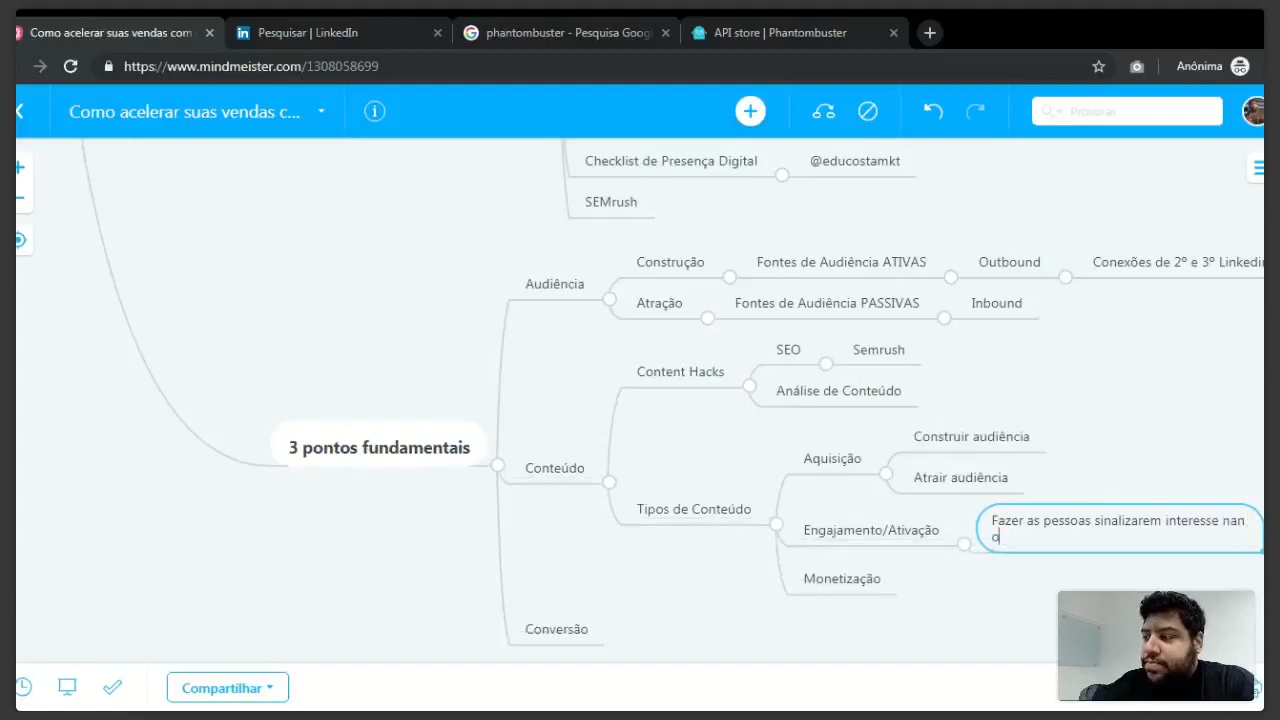 Como acelerar suas vendas com
Pesquisar | LinkedIn
phantombuster - Pesquisa Goog
API store | Phantombuster
https://www.mindmeister.com/1308058699
Anônima
Como acelerar suas vendas c...
Procurar
Checklist de Presença Digital
@educostamkt
SEMrush
Construção
Fontes de Audiência ATIVAS
Outbound
Conexões de 2º e 3º Linkedin
Audiência
Atração
Fontes de Audiência PASSIVAS
Inbound
SEO
Semrush
Content Hacks
Análise de Conteúdo
3 pontos fundamentais
Construir audiência
Aquisição
Conteúdo
Atrair audiência
Tipos de Conteúdo
Fazer as pessoas sinalizarem interesse nan
o
Engajamento/Ativação
Monetização
Conversão
Compartilhar